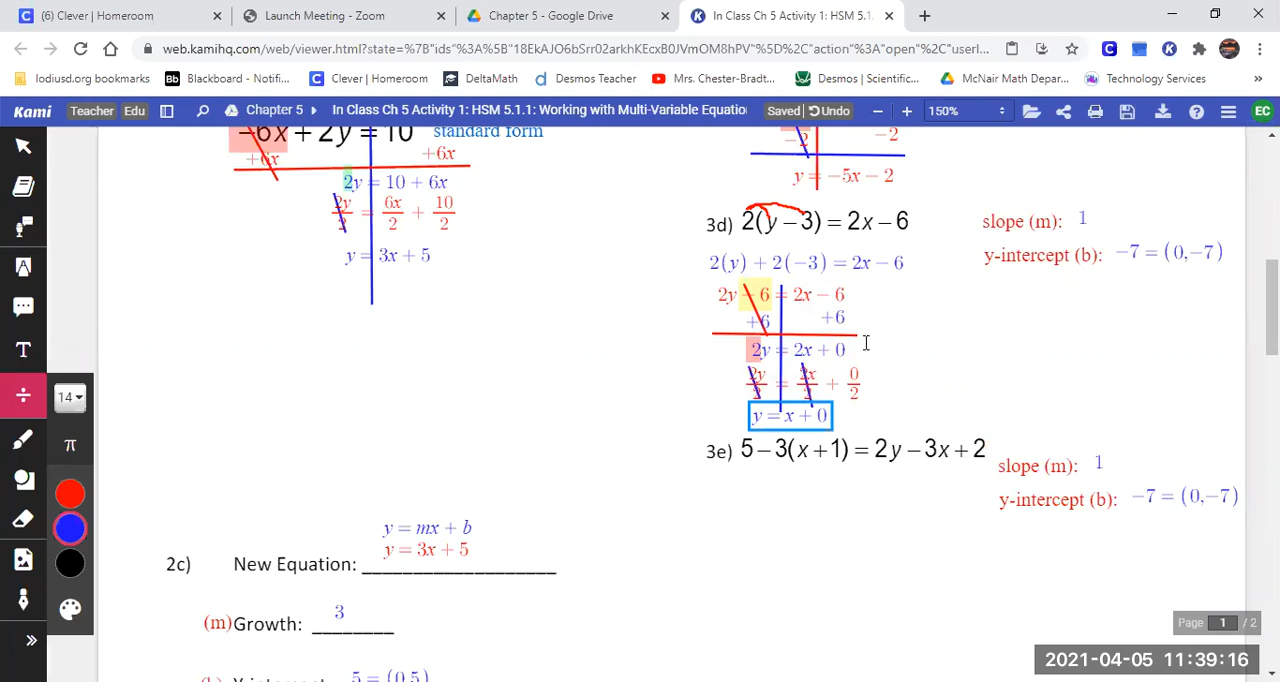 (6) Clever | Homeroom
Launch Meeting - Zoom
Chapter 5 - Google Drive
In Class Ch 5 Activity 1: HSM 5.1.
web.kamihq.com/web/viewer.html?state=%7B"ids"%3A%5B"18EkAJO6bSrr02arkhKEcxB0JVmOM8hPV"%5D%2C"action"%3A"open"%2C"userI...
lodiusd.org bookmarks
Blackboard - Notifi...
Clever | Homeroom
DeltaMath
Desmos Teacher
Mrs. Chester-Bradt...
Desmos | Scientific...
McNair Math Depar...
Technology Services
Kami Teacher Edu
Chapter 5
In Class Ch 5 Activity 1: HSM 5.1.1: Working with Multi-Variable Equatio
Saved Undo
150%
EC
−6x + 2y = 10 standard form
+6x +6x
2y = 10 + 6x
2y/2 = 6x/2 + 10/2
y = 3x + 5
−2 −2
y = −5x − 2
3d) 2(y − 3) = 2x − 6
slope (m): 1
2(y) + 2(−3) = 2x − 6
y-intercept (b): −7 = (0,−7)
2y − 6 = 2x − 6
+6 +6
2y = 2x + 0
2y/2 = 2x/2 + 0/2
y = x + 0
3e) 5 − 3(x + 1) = 2y − 3x + 2
slope (m): 1
y-intercept (b): −7 = (0,−7)
y = mx + b
y = 3x + 5
2c) New Equation: ____________________
(m) Growth: ________
3
5 = (0,5)
14
π
Page 1 / 2
2021-04-05 11:39:16